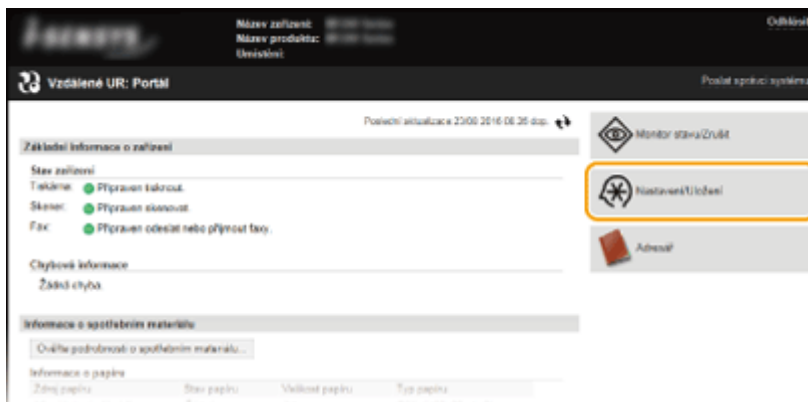 Název zařízení:
Odhlásit
Název produktu:
Umístění:
Vzdálené UR: Portál
Poslat správci systému
Poslední aktualizace 23/08 2016 08:26 dop.
Základní informace o zařízení
Stav zařízení
Tiskárna: Připraven tisknout.
Skener: Připraven skenovat.
Fax: Připraven odeslat nebo přijmout faxy.
Chybové informace
Žádná chyba.
Informace o spotřebním materiálu
Ověřte podrobnosti o spotřebním materiálu...
Informace o papíru
Zdroj papíru Stav papíru Velikost papíru Typ papíru
Monitor stavu/Zrušit
Nastavení/Uložení
Adresář